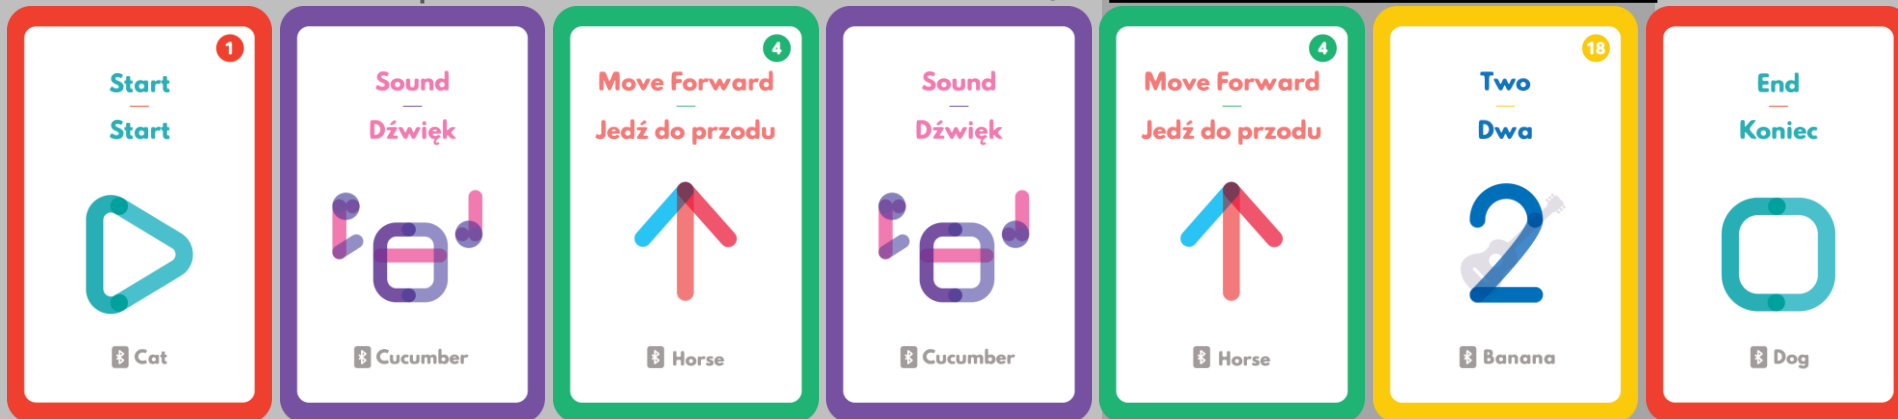 1
Start
Start
Cat
Sound
Dźwięk
Cucumber
4
Move Forward
Jedź do przodu
Horse
Sound
Dźwięk
Cucumber
4
Move Forward
Jedź do przodu
Horse
18
Two
Dwa
2
Banana
End
Koniec
Dog